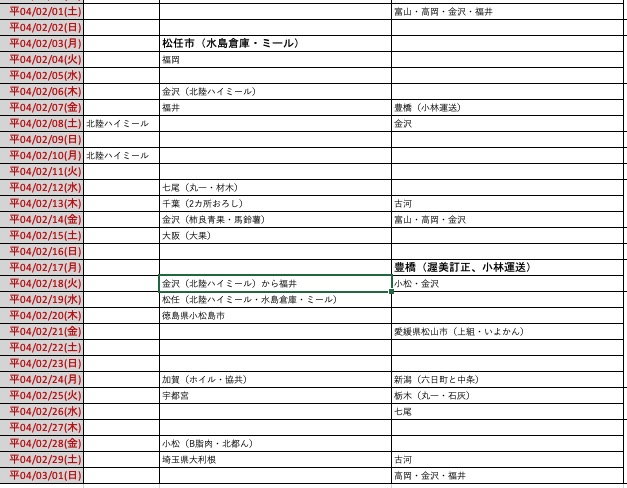 平04/02/01(土) 富山・高岡・金沢・福井
平04/02/02(日)
平04/02/03(月) 松任市（水島倉庫・ミール）
平04/02/04(火) 福岡
平04/02/05(水)
平04/02/06(木) 金沢（北陸ハイミール）
平04/02/07(金) 福井 豊橋（小林運送）
平04/02/08(土) 北陸ハイミール 金沢
平04/02/09(日)
平04/02/10(月) 北陸ハイミール
平04/02/11(火)
平04/02/12(水) 七尾（丸一・材木）
平04/02/13(木) 千葉（2カ所おろし） 古河
平04/02/14(金) 金沢（柿良青果・馬鈴薯） 富山・高岡・金沢
平04/02/15(土) 大阪（大果）
平04/02/16(日)
平04/02/17(月) 豊橋（渥美訂正、小林運送）
平04/02/18(火) 金沢（北陸ハイミール）から福井 小松・金沢
平04/02/19(水) 松任（北陸ハイミール・水島倉庫・ミール）
平04/02/20(木) 徳島県小松島市
平04/02/21(金) 愛媛県松山市（上組・いよかん）
平04/02/22(土)
平04/02/23(日)
平04/02/24(月) 加賀（ホイル・協共） 新潟（六日町と中条）
平04/02/25(火) 宇都宮 栃木（丸一・石灰）
平04/02/26(水) 七尾
平04/02/27(木)
平04/02/28(金) 小松（B脂肉・北都ん）
平04/02/29(土) 埼玉県大利根 古河
平04/03/01(日) 高岡・金沢・福井